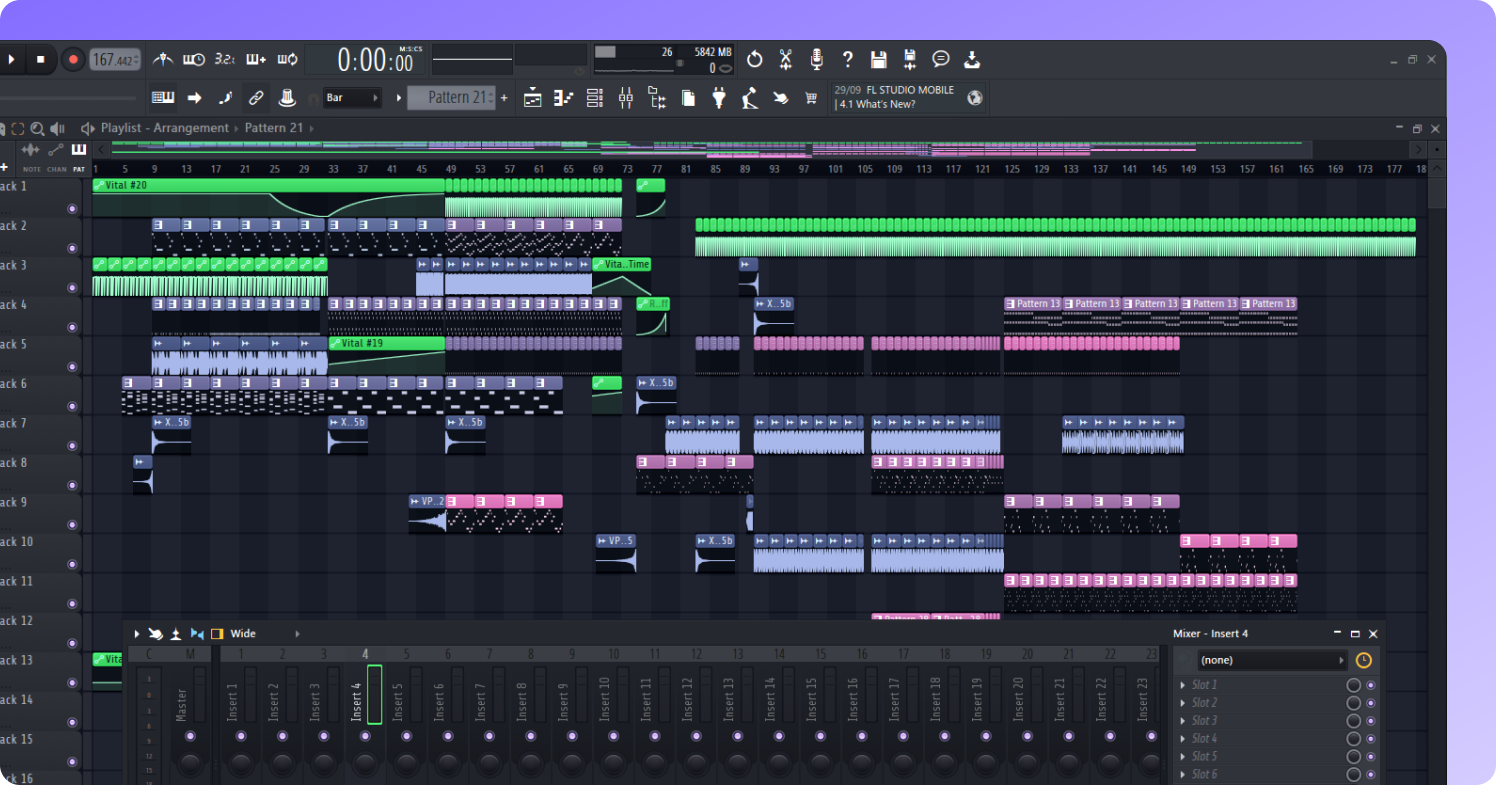 167.442
3.2.:
0:00:00
M:S:CS
26
5842 MB
0
Bar
Pattern 21
29/09 FL STUDIO MOBILE
| 4.1 What's New?
Playlist - Arrangement Pattern 21
NOTE CHAN PAT
1 5 9 13 17 21 25 29 33 37 41 45 49 53 57 61 65 69 73 77 81 85 89 93 97 101 105 109 113 117 121 125 129 133 137 141 145 149 153 157 161 165 169 173 177 18
ack 1
Vital #20
ack 2
ack 3
Vita..Time
ack 4
X..5b
Pattern 13 Pattern 13 Pattern 13 Pattern 13 Pattern 13
ack 5
Vital #19
ack 6
X..5b
ack 7
X..5b X..5b X..5b
ack 8
ack 9
VP..2
ack 10
VP..5 X..5b
ack 11
ack 12
ack 13
Vita
ack 14
ack 15
ack 16
Wide
C M 1 2 3 4 5 6 7 8 9 10 11 12 13 14 15 16 17 18 19 20 21 22 23
Master Insert 1 Insert 2 Insert 3 Insert 4 Insert 5 Insert 6 Insert 7 Insert 8 Insert 9 Insert 10 Insert 11 Insert 12 Insert 13 Insert 14 Insert 15 Insert 16 Insert 17 Insert 18 Insert 19 Insert 20 Insert 21 Insert 22 Insert 23
Mixer - Insert 4
(none)
Slot 1
Slot 2
Slot 3
Slot 4
Slot 5
Slot 6